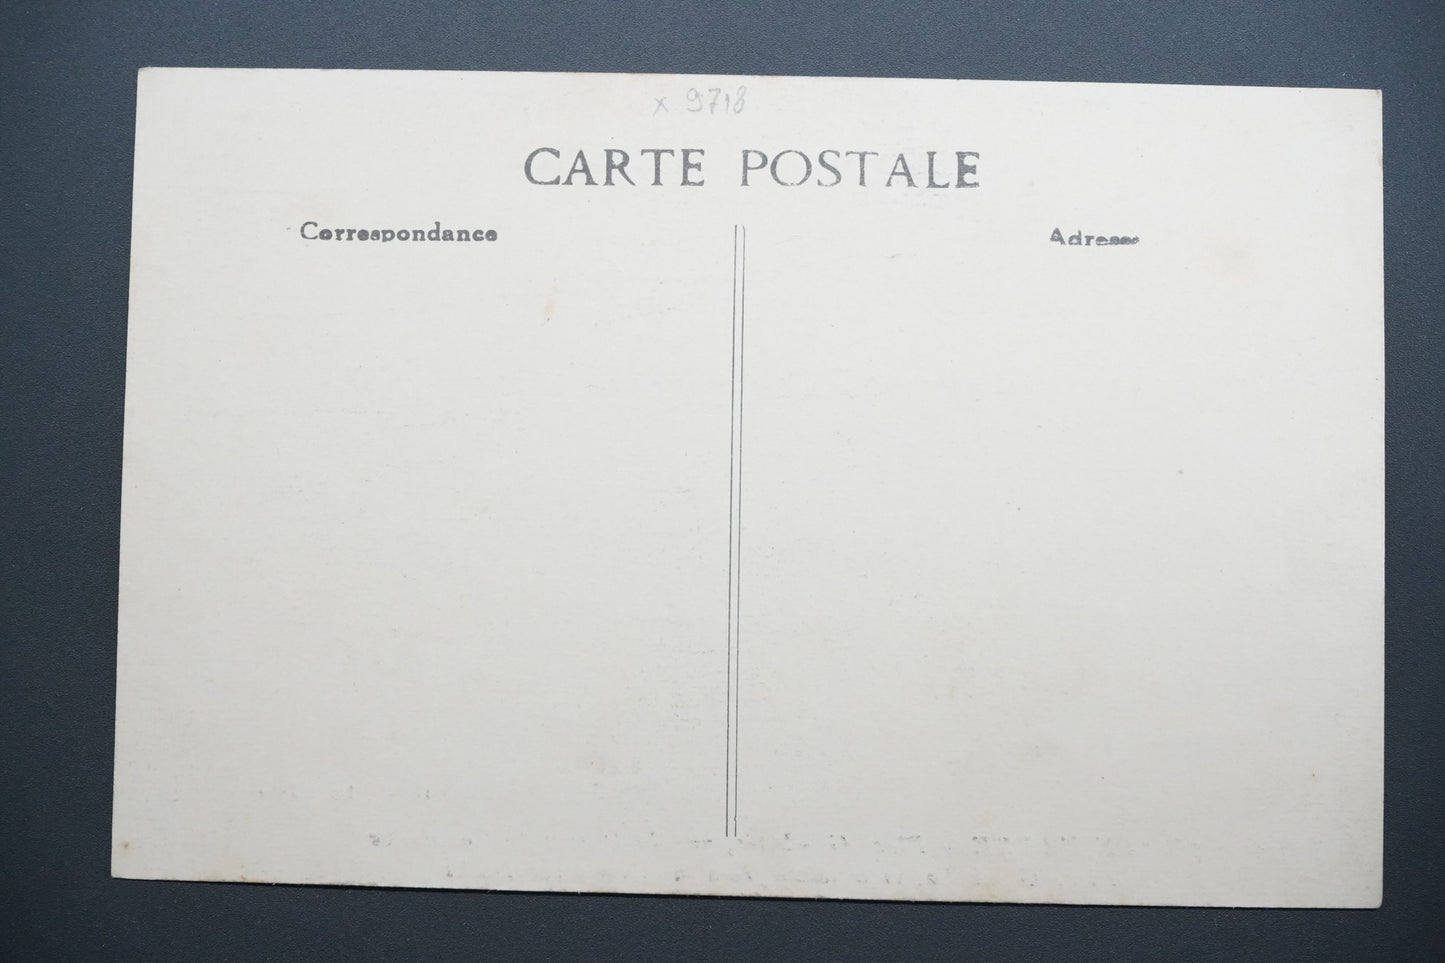 x 9718
CARTE POSTALE
Correspondance
Adresse